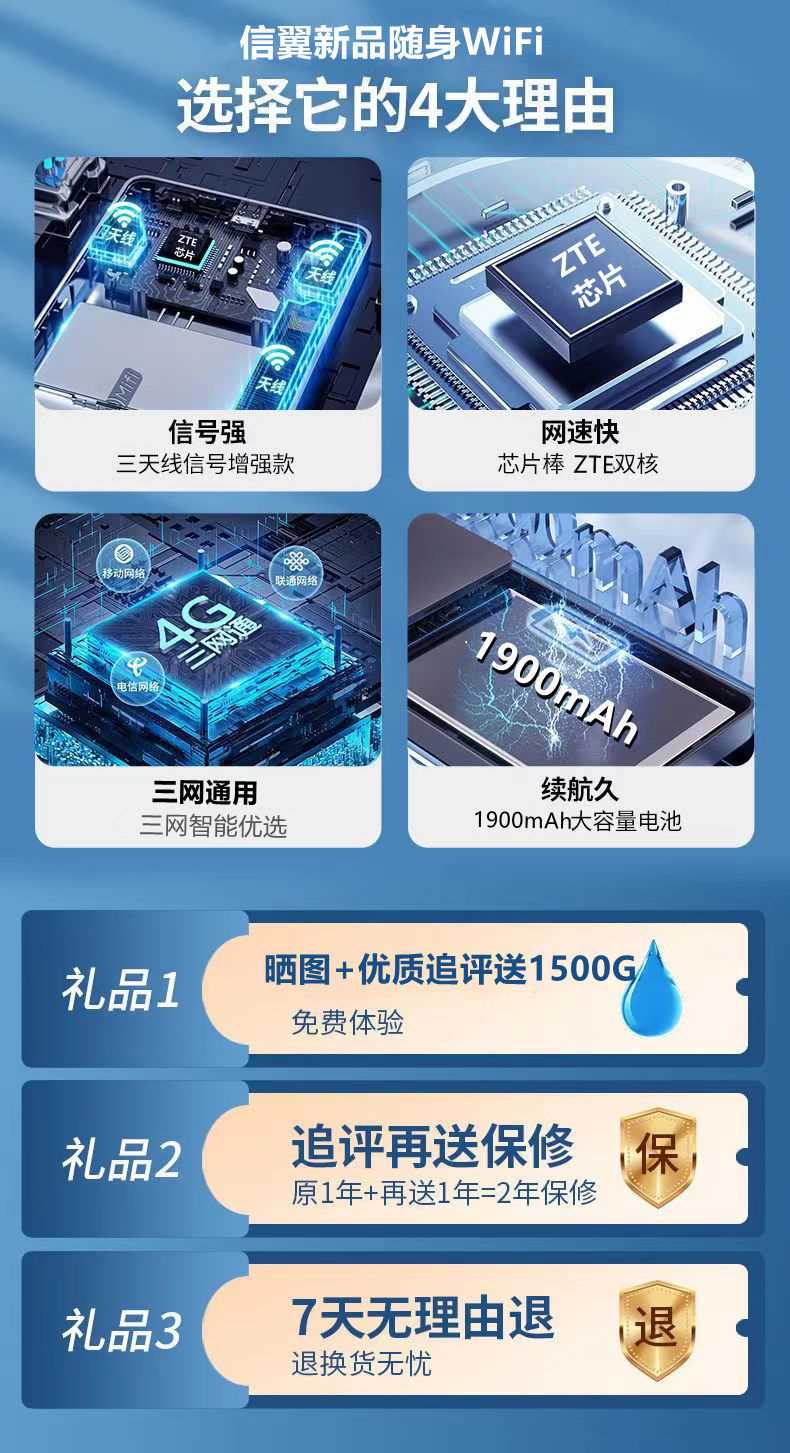 信翼新品随身WiFi
选择它的4大理由
天线
ZTE
芯片
天线
天线
MiFi
信号强
三天线信号增强款
ZTE
芯片
网速快
芯片棒 ZTE双核
移动网络
联通网络
4G
三网通
电信网络
三网通用
三网智能优选
mAh
1900mAh
续航久
1900mAh大容量电池
礼品1
晒图+优质追评送1500G
免费体验
礼品2
追评再送保修
原1年+再送1年=2年保修
保
礼品3
7天无理由退
退换货无忧
退